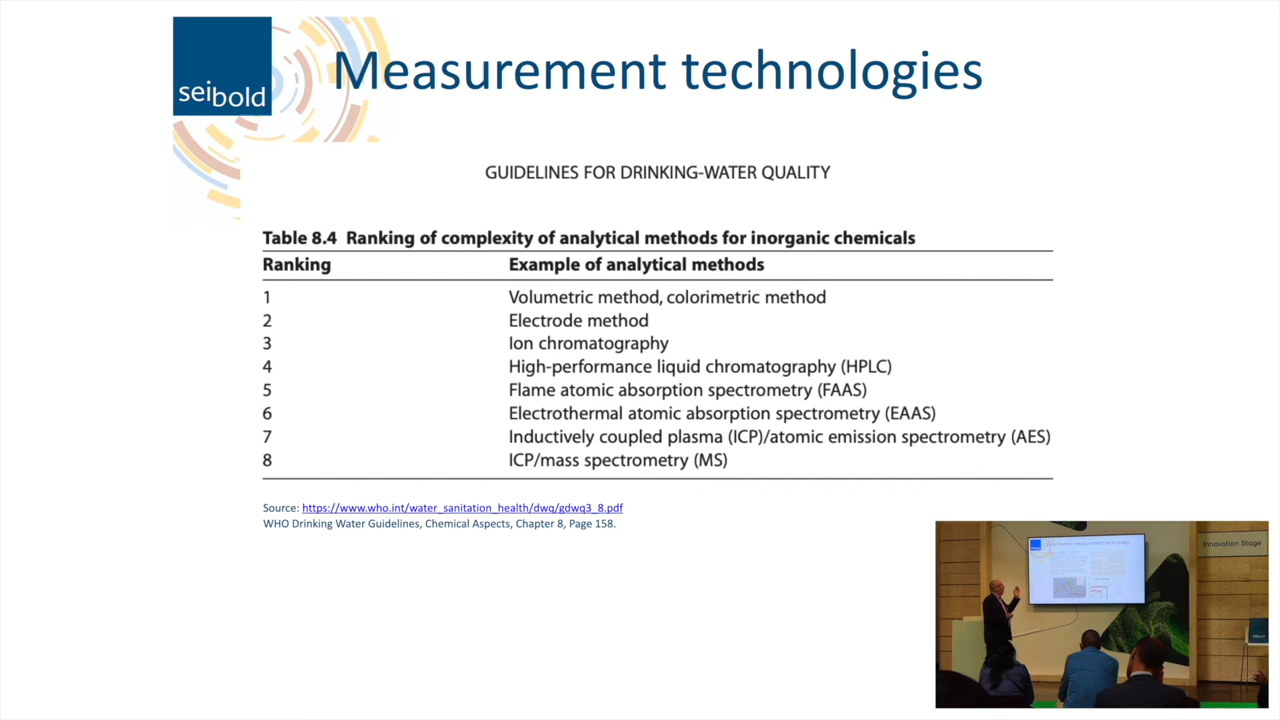 seibold
Measurement technologies
GUIDELINES FOR DRINKING-WATER QUALITY
Table 8.4 Ranking of complexity of analytical methods for inorganic chemicals
Ranking Example of analytical methods
1 Volumetric method, colorimetric method
2 Electrode method
3 Ion chromatography
4 High-performance liquid chromatography (HPLC)
5 Flame atomic absorption spectrometry (FAAS)
6 Electrothermal atomic absorption spectrometry (EAAS)
7 Inductively coupled plasma (ICP)/atomic emission spectrometry (AES)
8 ICP/mass spectrometry (MS)
Source: https://www.who.int/water_sanitation_health/dwq/gdwq3_8.pdf
WHO Drinking Water Guidelines, Chemical Aspects, Chapter 8, Page 158.
measurement technology
Innovation Stage